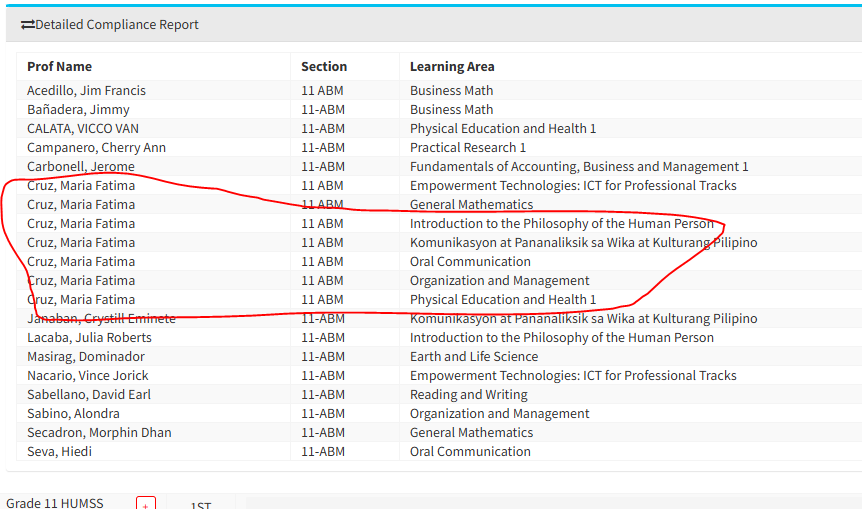 ⇄Detailed Compliance Report
Prof Name Section Learning Area
Acedillo, Jim Francis 11 ABM Business Math
Bañadera, Jimmy 11-ABM Business Math
CALATA, VICCO VAN 11-ABM Physical Education and Health 1
Campanero, Cherry Ann 11-ABM Practical Research 1
Carbonell, Jerome 11-ABM Fundamentals of Accounting, Business and Management 1
Cruz, Maria Fatima 11 ABM Empowerment Technologies: ICT for Professional Tracks
Cruz, Maria Fatima 11 ABM General Mathematics
Cruz, Maria Fatima 11 ABM Introduction to the Philosophy of the Human Person
Cruz, Maria Fatima 11 ABM Komunikasyon at Pananaliksik sa Wika at Kulturang Pilipino
Cruz, Maria Fatima 11 ABM Oral Communication
Cruz, Maria Fatima 11 ABM Organization and Management
Cruz, Maria Fatima 11 ABM Physical Education and Health 1
Janaban, Crystill Eminete 11-ABM Komunikasyon at Pananaliksik sa Wika at Kulturang Pilipino
Lacaba, Julia Roberts 11-ABM Introduction to the Philosophy of the Human Person
Masirag, Dominador 11-ABM Earth and Life Science
Nacario, Vince Jorick 11-ABM Empowerment Technologies: ICT for Professional Tracks
Sabellano, David Earl 11-ABM Reading and Writing
Sabino, Alondra 11-ABM Organization and Management
Secadron, Morphin Dhan 11-ABM General Mathematics
Seva, Hiedi 11-ABM Oral Communication
Grade 11 HUMSS + 1ST